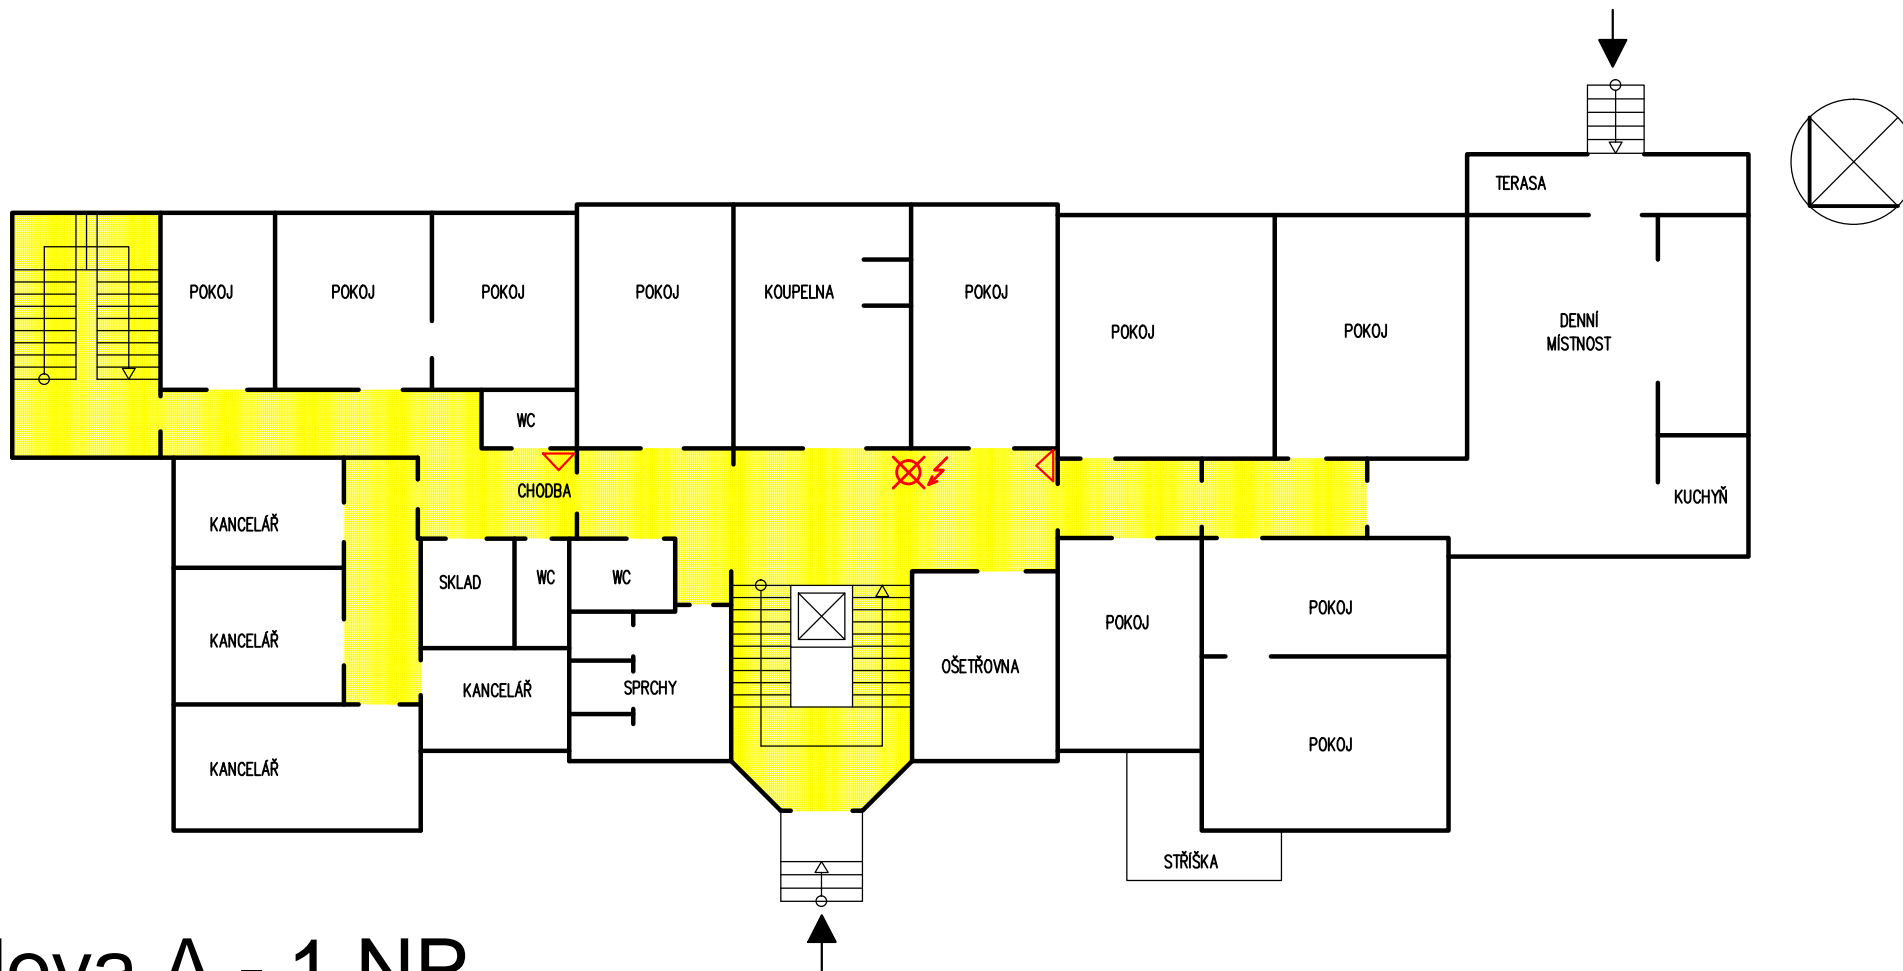 TERASA
POKOJ
POKOJ
POKOJ
POKOJ
KOUPELNA
POKOJ
POKOJ
POKOJ
DENNÍ
MÍSTNOST
WC
CHODBA
KUCHYŇ
KANCELÁŘ
SKLAD
WC
WC
POKOJ
POKOJ
KANCELÁŘ
OŠETŘOVNA
KANCELÁŘ
SPRCHY
POKOJ
KANCELÁŘ
STŘÍŠKA
A - 1.NP